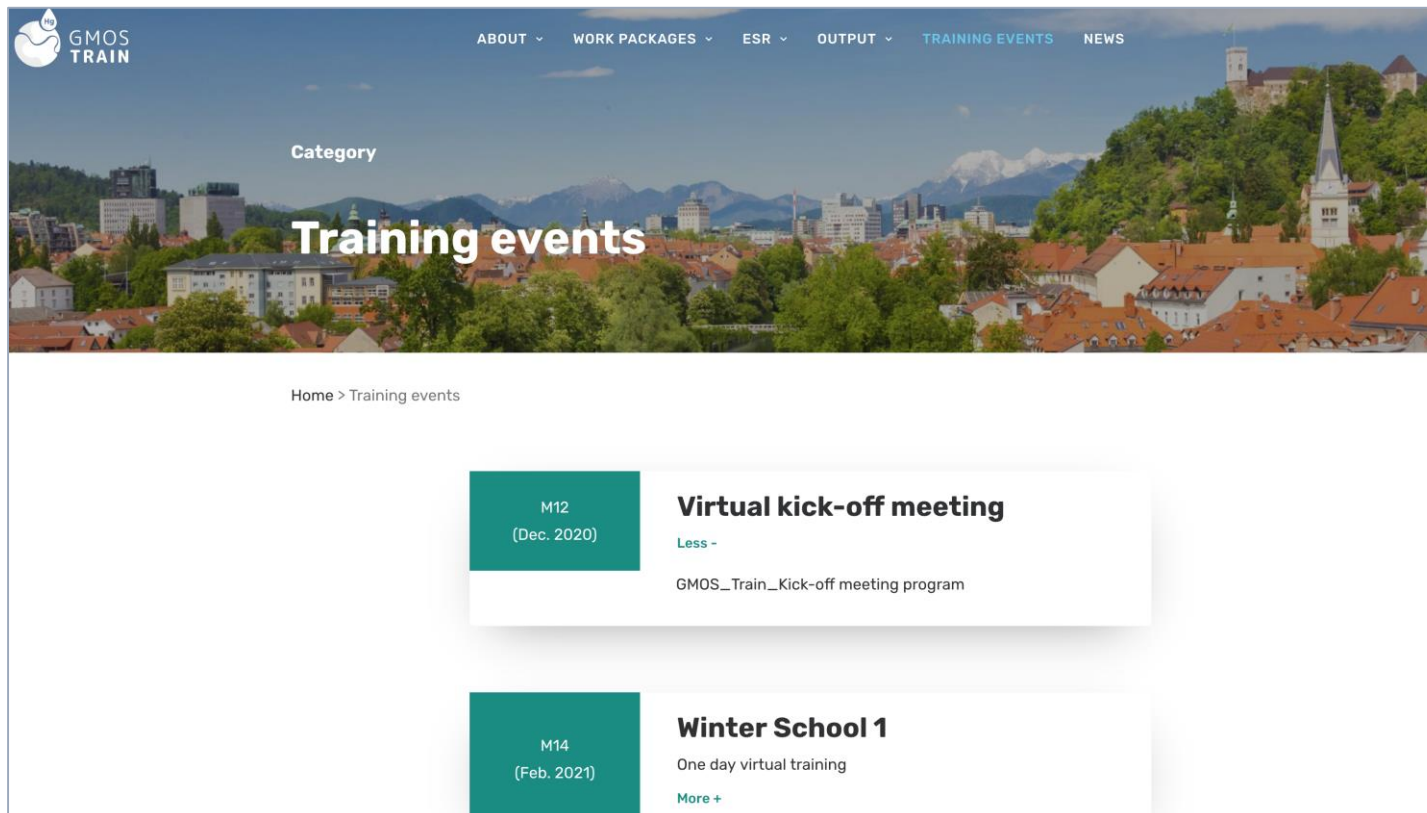 Hg
GMOS
TRAIN
ABOUT
WORK PACKAGES
ESR
OUTPUT
TRAINING EVENTS
NEWS
Category
Training events
Home > Training events
M12
(Dec. 2020)
Virtual kick-off meeting
Less -
GMOS_Train_Kick-off meeting program
M14
(Feb. 2021)
Winter School 1
One day virtual training
More +